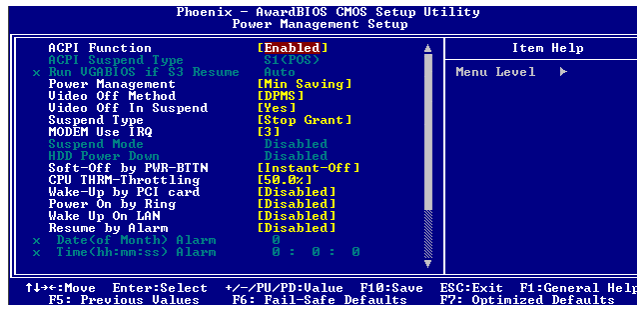 Phoenix - AwardBIOS CMOS Setup Utility
Power Management Setup
ACPI Function [Enabled]
ACPI Suspend Type S1(POS)
x Run VGABIOS if S3 Resume Auto
Power Management [Min Saving]
Video Off Method [DPMS]
Video Off In Suspend [Yes]
Suspend Type [Stop Grant]
MODEM Use IRQ [3]
Suspend Mode Disabled
HDD Power Down Disabled
Soft-Off by PWR-BTTN [Instant-Off]
CPU THRM-Throttling [50.0%]
Wake-Up by PCI card [Disabled]
Power On by Ring [Disabled]
Wake Up On LAN [Disabled]
Resume by Alarm [Disabled]
x Date(of Month) Alarm 0
x Time(hh:mm:ss) Alarm 0 : 0 : 0
Item Help
Menu Level ►
↑↓→←:Move Enter:Select +/-/PU/PD:Value F10:Save ESC:Exit F1:General Help
F5: Previous Values F6: Fail-Safe Defaults F7: Optimized Defaults